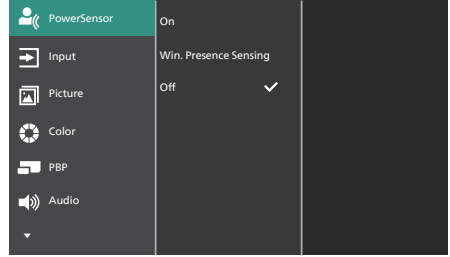 PowerSensor
Input
Picture
Color
PBP
Audio
On
Win. Presence Sensing
Off